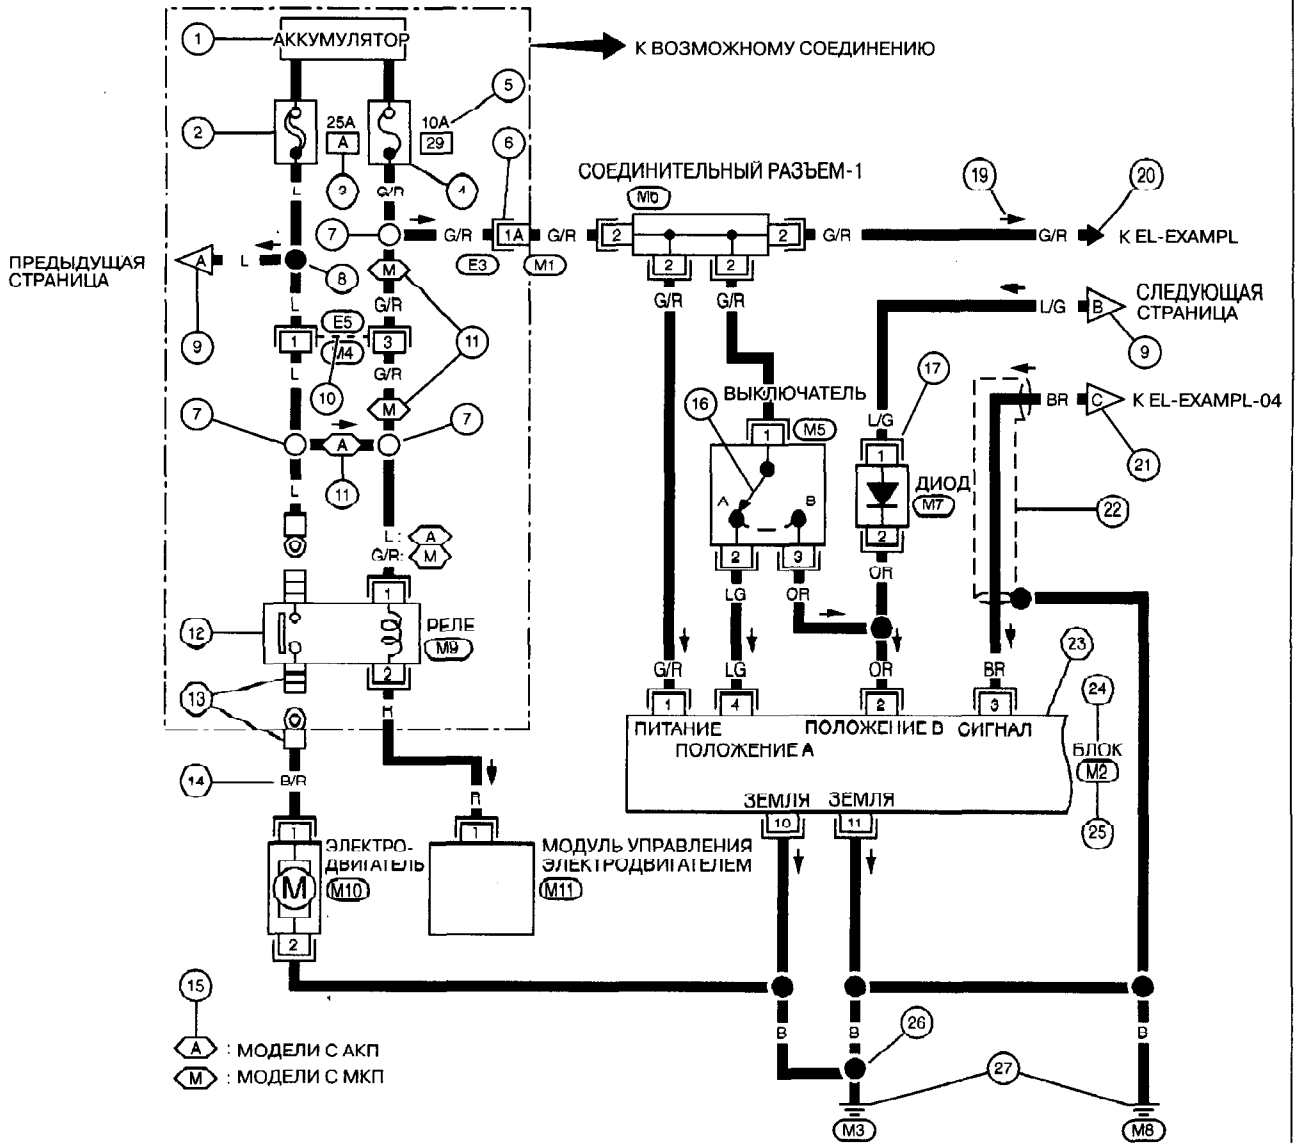 1
АККУМУЛЯТОР
К ВОЗМОЖНОМУ СОЕДИНЕНИЮ
5
2
25А
A
10А
29
6
3
4
L
G/R
СОЕДИНИТЕЛЬНЫЙ РАЗЪЕМ-1
M6
19
20
7
G/R
1A
G/R
2
2
G/R
G/R
К EL-EXAMPL
E3
M1
ПРЕДЫДУЩАЯ
СТРАНИЦА
A
L
8
M
2
2
L
G/R
G/R
G/R
L/G
B
СЛЕДУЮЩАЯ
СТРАНИЦА
9
E5
1
3
M4
11
9
L
G/R
10
17
16
ВЫКЛЮЧАТЕЛЬ
BR
C
К EL-EXAMPL-04
M
7
A
7
L/G
1
M5
1
21
11
L
A
B
ДИОД
M7
22
L :
A
G/R:
M
2
3
2
LG
OR
OR
1
12
РЕЛЕ
M9
2
13
R
G/R
LG
OR
BR
23
1
4
2
3
24
ПИТАНИЕ
ПОЛОЖЕНИЕ А
ПОЛОЖЕНИЕ В
СИГНАЛ
БЛОК
M2
14
B/R
R
ЗЕМЛЯ
ЗЕМЛЯ
10
11
25
1
1
ЭЛЕКТРО-
ДВИГАТЕЛЬ
M10
M
МОДУЛЬ УПРАВЛЕНИЯ
ЭЛЕКТРОДВИГАТЕЛЕМ
M11
2
15
B
B
B
26
A : МОДЕЛИ С АКП
M : МОДЕЛИ С МКП
27
M3
M8